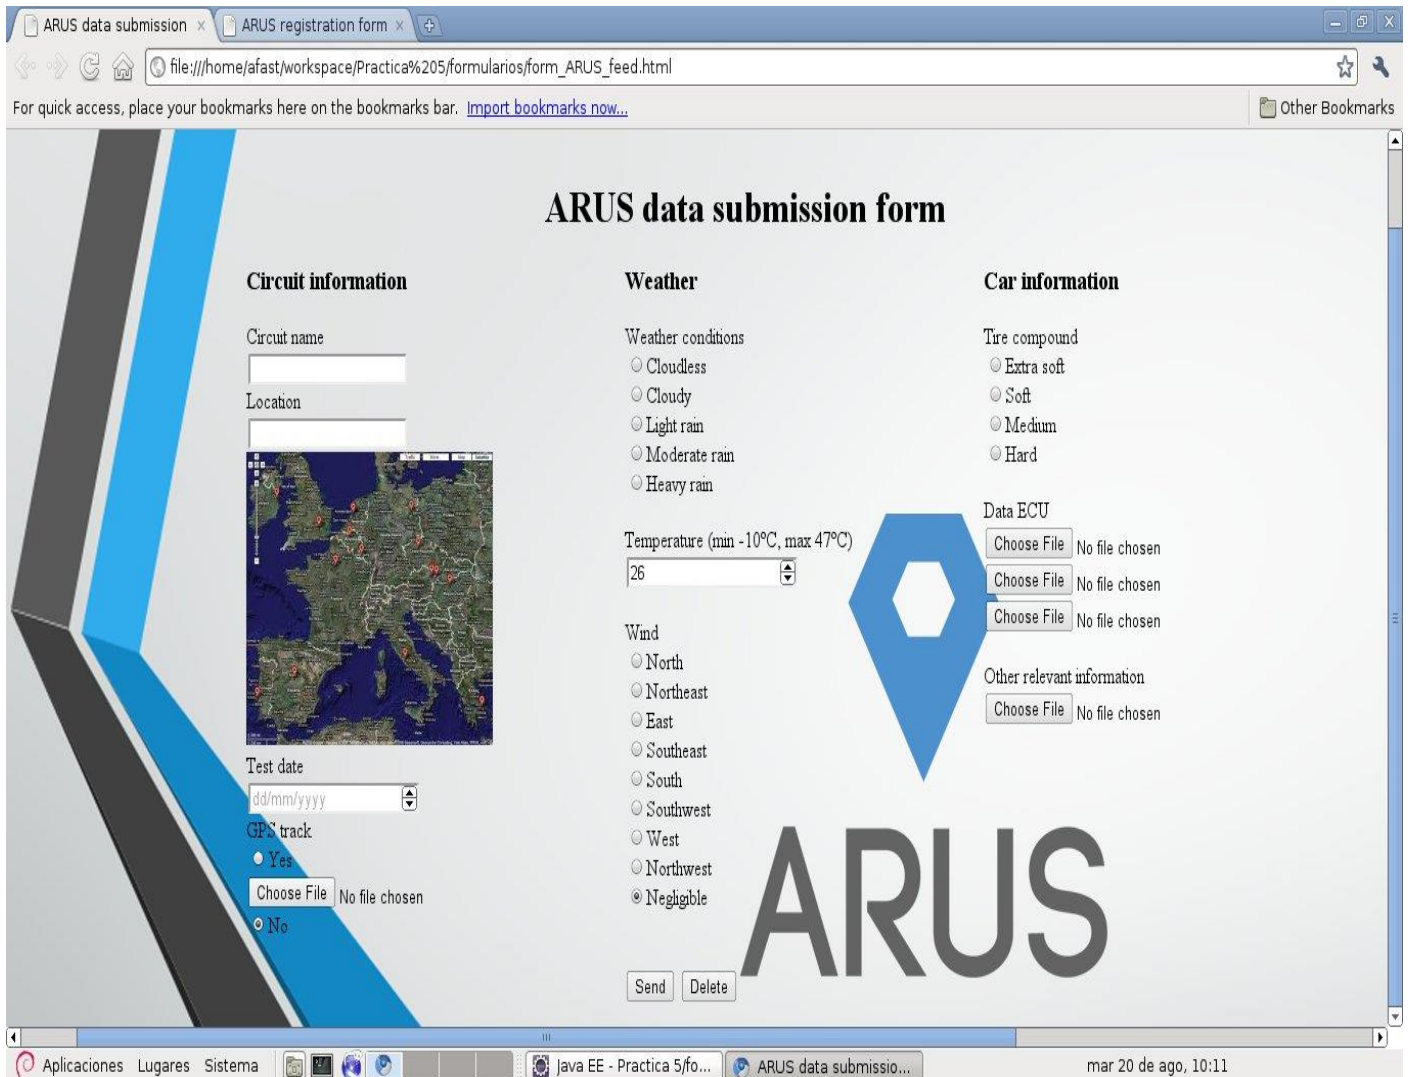 ARUS data submission × ARUS registration form ×
file:///home/afast/workspace/Practica%205/formularios/form_ARUS_feed.html
For quick access, place your bookmarks here on the bookmarks bar. Import bookmarks now... Other Bookmarks
ARUS data submission form
Circuit information
Circuit name
Location
Test date
dd/mm/yyyy
GPS track
Yes
Choose File No file chosen
No
Weather
Weather conditions
Cloudless
Cloudy
Light rain
Moderate rain
Heavy rain
Temperature (min -10ºC, max 47ºC)
26
Wind
North
Northeast
East
Southeast
South
Southwest
West
Northwest
Negligible
Send Delete
Car information
Tire compound
Extra soft
Soft
Medium
Hard
Data ECU
Choose File No file chosen
Choose File No file chosen
Choose File No file chosen
Other relevant information
Choose File No file chosen
ARUS
Aplicaciones Lugares Sistema Java EE - Practica 5/fo... ARUS data submissio... mar 20 de ago, 10:11